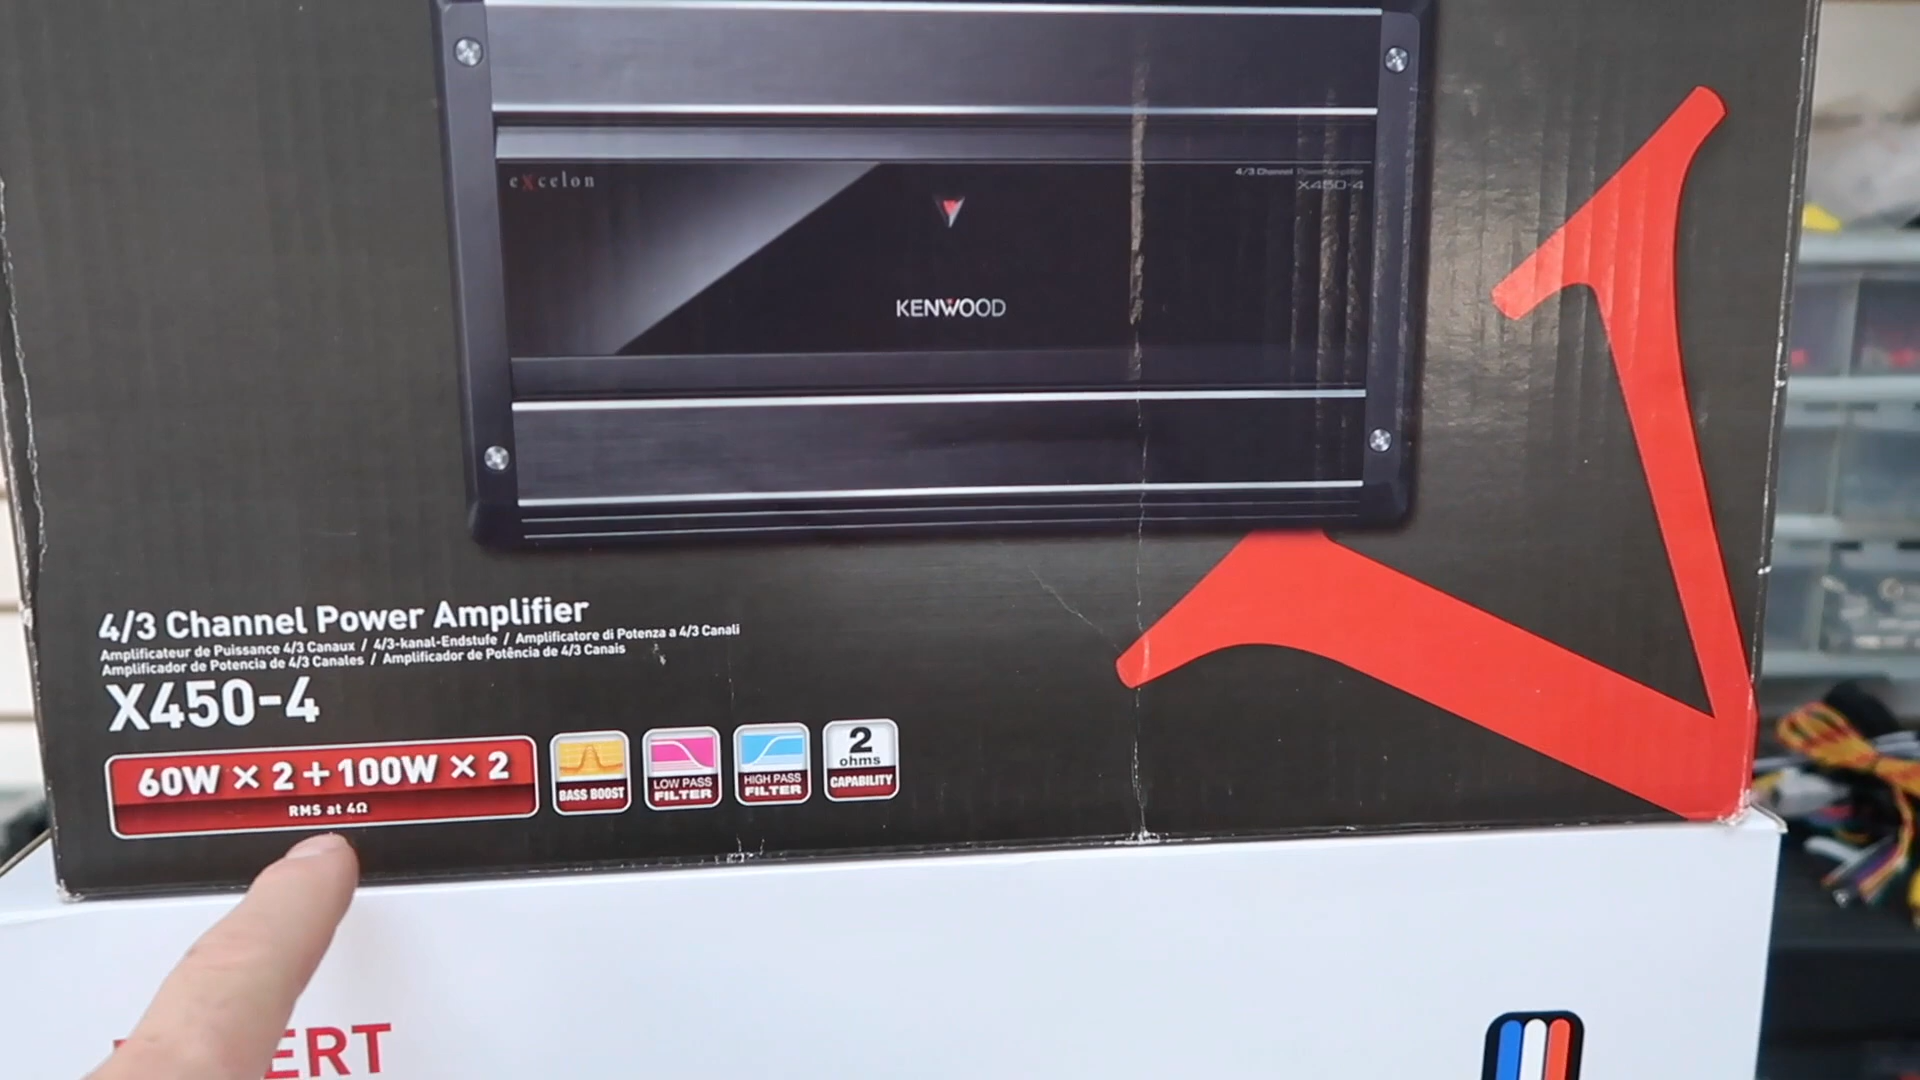 excelon
4/3 Channel Power Amplifier
X450-4
KENWOOD
4/3 Channel Power Amplifier
Amplificateur de Puissance 4/3 Canaux / 4/3-kanal-Endstufe / Amplificatore di Potenza a 4/3 Canali
Amplificador de Potencia de 4/3 Canales / Amplificador de Potência de 4/3 Canais
X450-4
60W × 2 + 100W × 2
RMS at 4Ω
BASS BOOST
LOW PASS
FILTER
HIGH PASS
FILTER
2
ohms
CAPABILITY
ERT